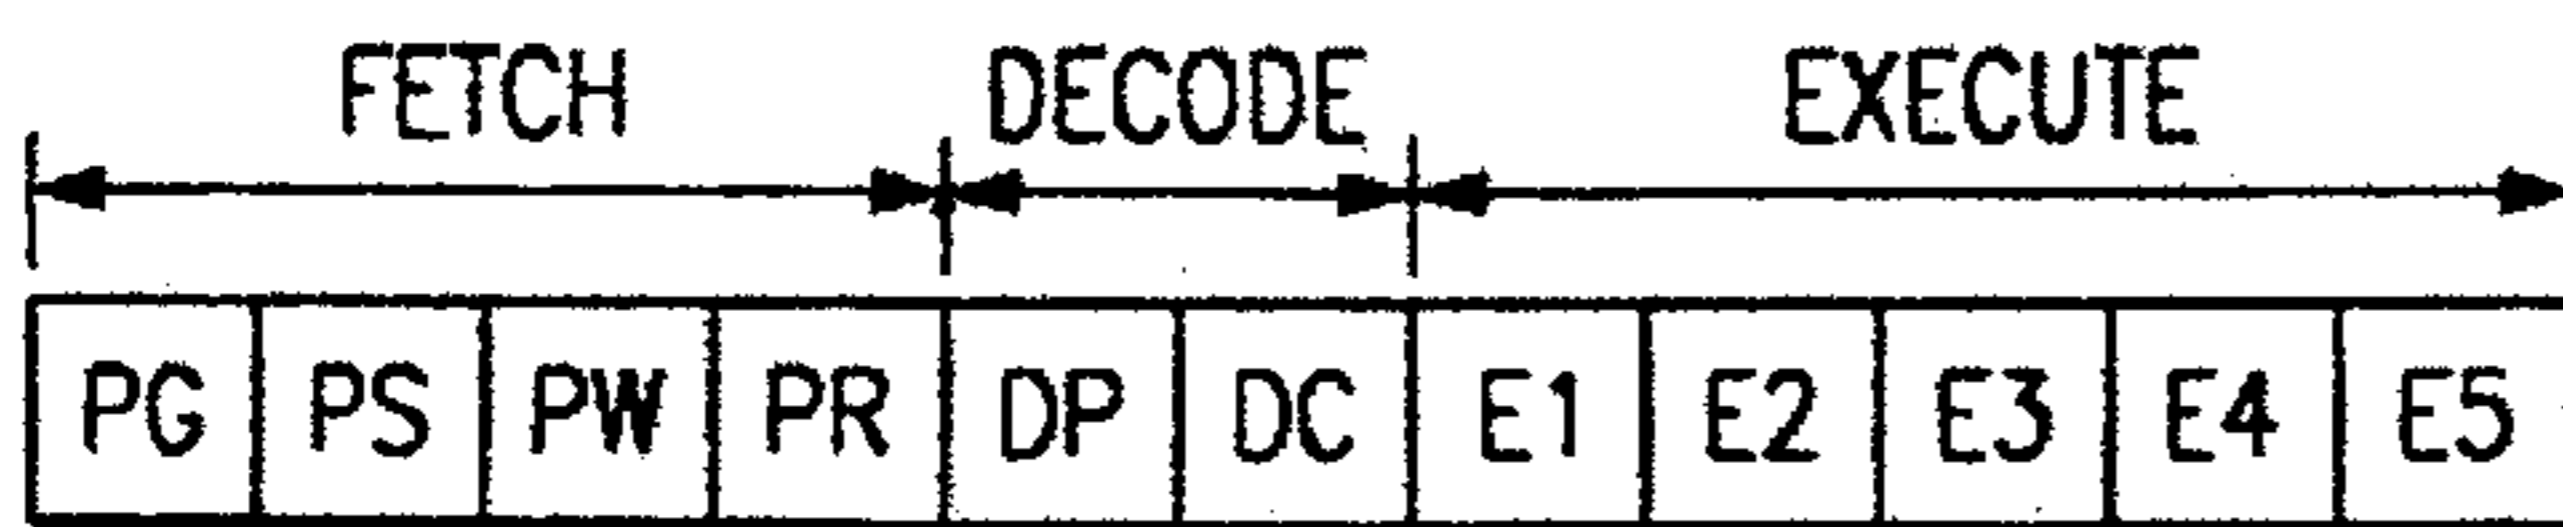 FETCH DECODE EXECUTE
PG PS PW PR DP DC E1 E2 E3 E4 E5